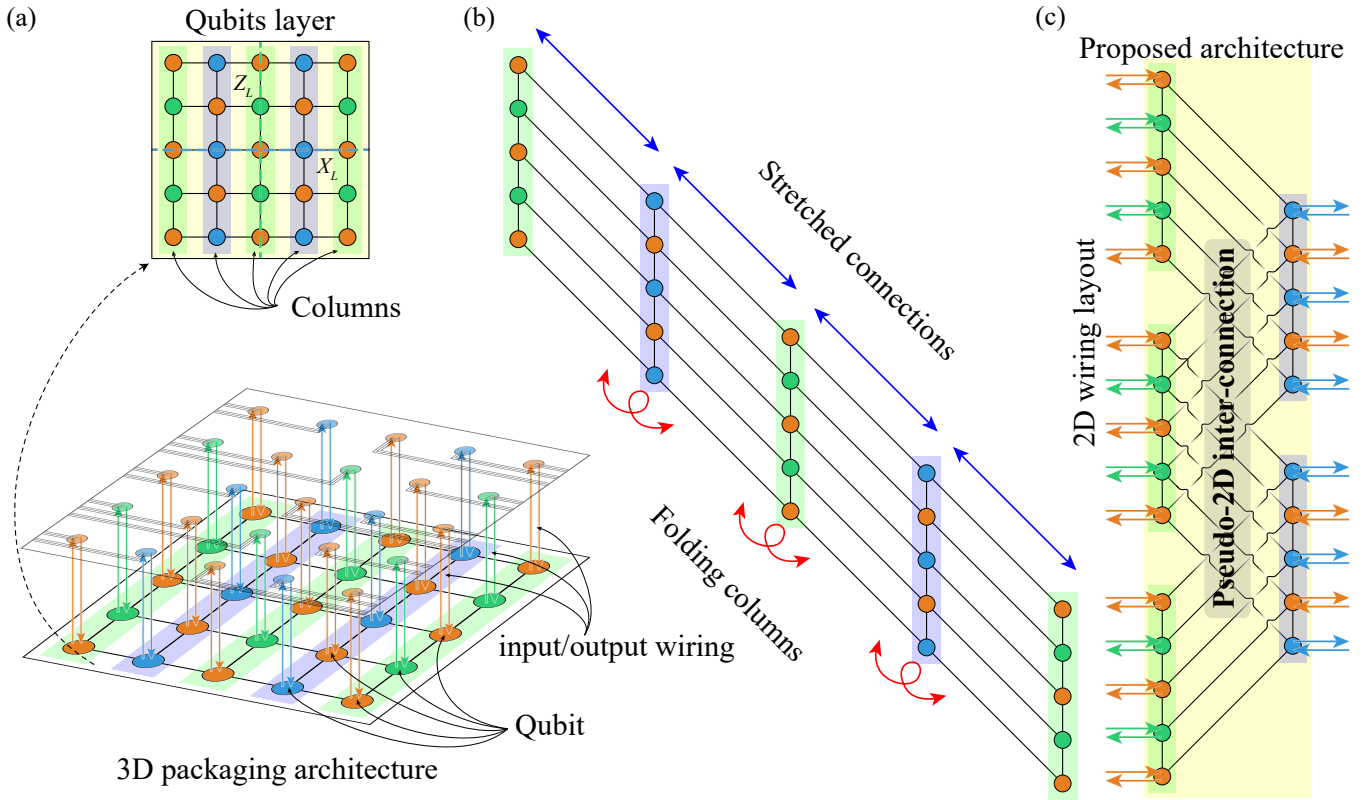 (a)
Qubits layer
Z_L
X_L
Columns
input/output wiring
Qubit
3D packaging architecture
(b)
Stretched connections
Folding columns
(c)
Proposed architecture
2D wiring layout
Pseudo-2D inter-connection